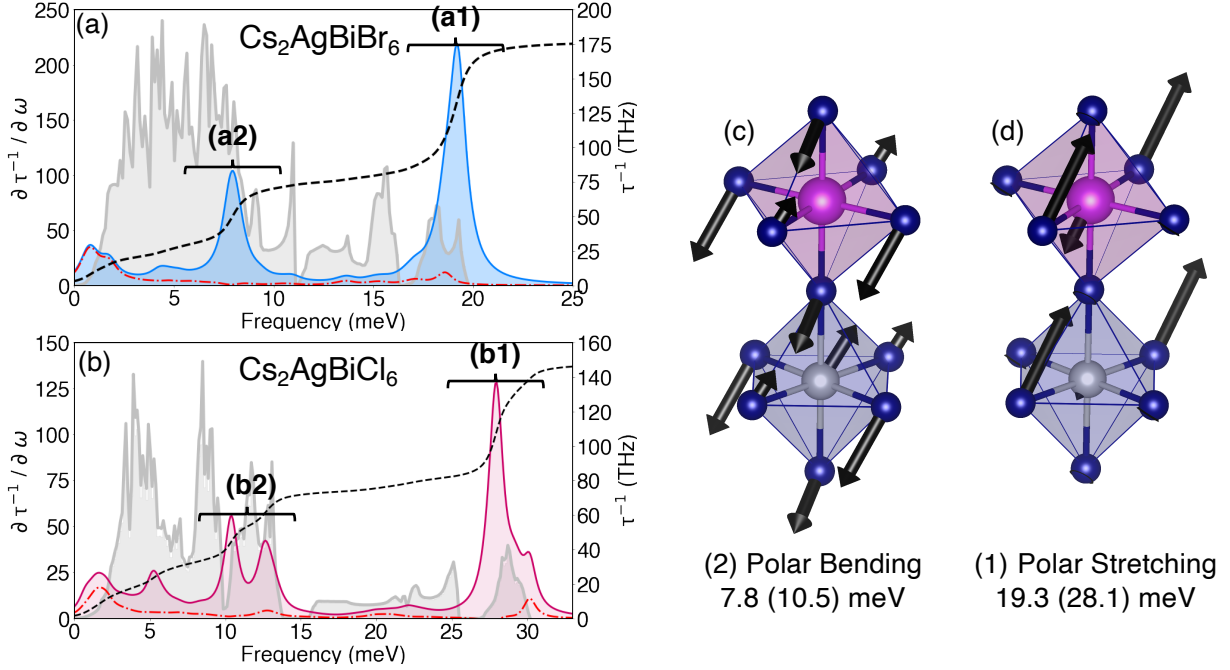 (a)
Cs₂AgBiBr₆
(a1)
(a2)
250
200
150
100
50
0
∂ τ⁻¹ / ∂ ω
200
175
150
125
100
75
50
25
0
τ⁻¹ (THz)
0 5 10 15 20 25
Frequency (meV)
(b)
Cs₂AgBiCl₆
(b1)
(b2)
150
125
100
75
50
25
0
∂ τ⁻¹ / ∂ ω
160
140
120
100
80
60
40
20
0
τ⁻¹ (THz)
0 5 10 15 20 25 30
Frequency (meV)
(c)
(2) Polar Bending
7.8 (10.5) meV
(d)
(1) Polar Stretching
19.3 (28.1) meV